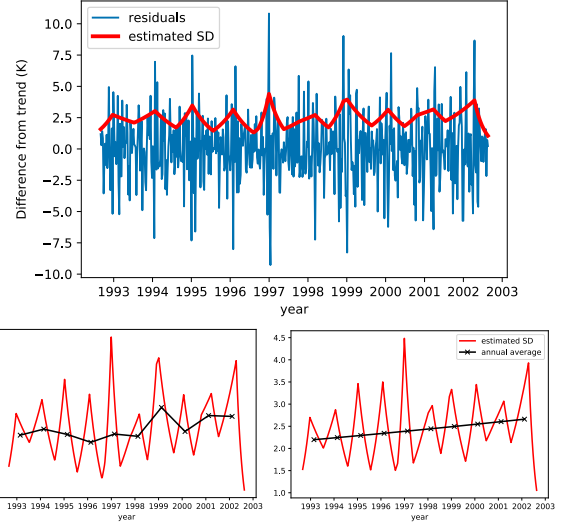 residuals
estimated SD
Difference from trend (K)
10.0
7.5
5.0
2.5
0.0
−2.5
−5.0
−7.5
−10.0
1993 1994 1995 1996 1997 1998 1999 2000 2001 2002 2003
year
1993 1994 1995 1996 1997 1998 1999 2000 2001 2002 2003
year
estimated SD
annual average
4.5
4.0
3.5
3.0
2.5
2.0
1.5
1.0
1993 1994 1995 1996 1997 1998 1999 2000 2001 2002 2003
year